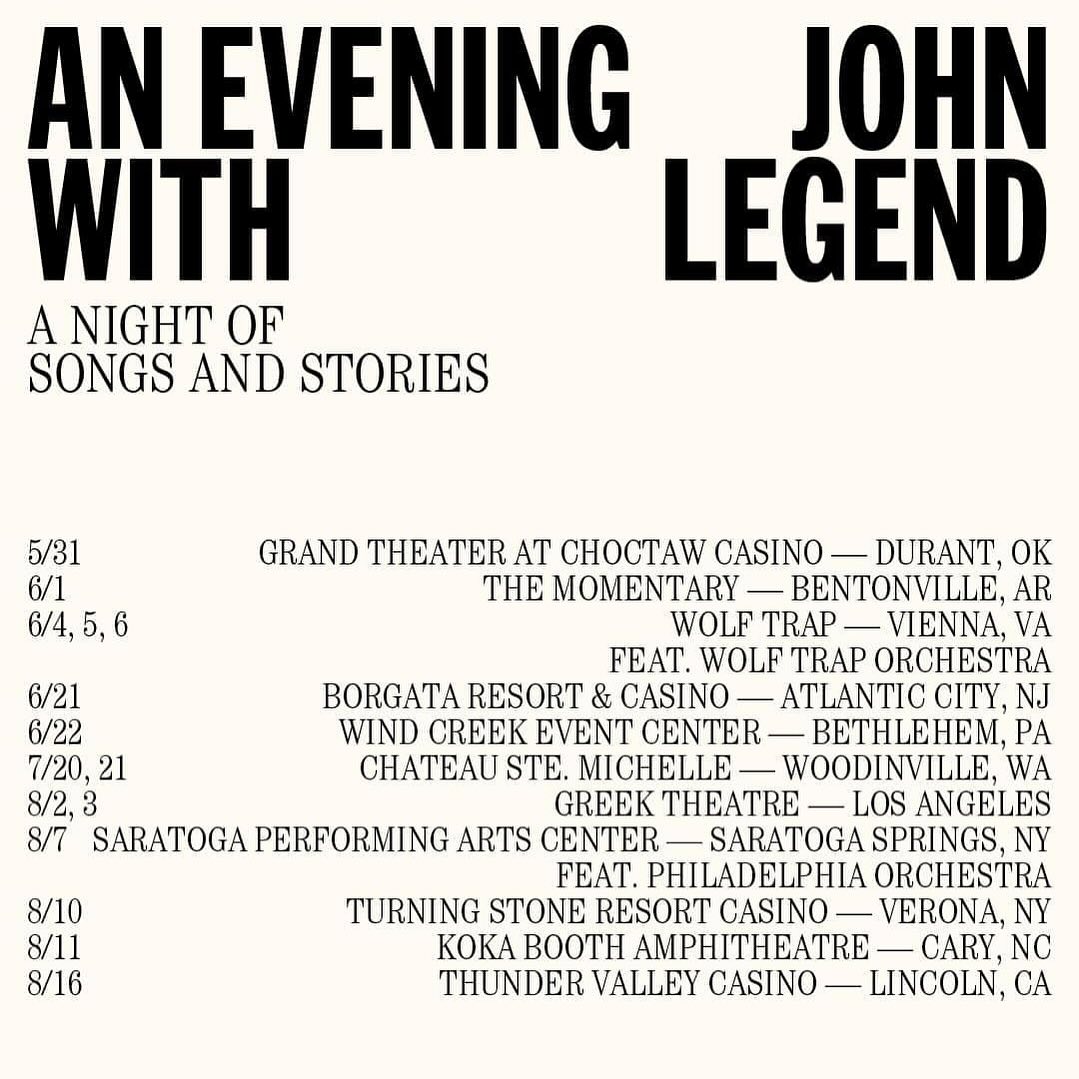 AN EVENING WITH
JOHN LEGEND
A NIGHT OF
SONGS AND STORIES
5/31 GRAND THEATER AT CHOCTAW CASINO — DURANT, OK
6/1 THE MOMENTARY — BENTONVILLE, AR
6/4, 5, 6 WOLF TRAP — VIENNA, VA
FEAT. WOLF TRAP ORCHESTRA
6/21 BORGATA RESORT & CASINO — ATLANTIC CITY, NJ
6/22 WIND CREEK EVENT CENTER — BETHLEHEM, PA
7/20, 21 CHATEAU STE. MICHELLE — WOODINVILLE, WA
8/2, 3 GREEK THEATRE — LOS ANGELES
8/7 SARATOGA PERFORMING ARTS CENTER — SARATOGA SPRINGS, NY
FEAT. PHILADELPHIA ORCHESTRA
8/10 TURNING STONE RESORT CASINO — VERONA, NY
8/11 KOKA BOOTH AMPHITHEATRE — CARY, NC
8/16 THUNDER VALLEY CASINO — LINCOLN, CA